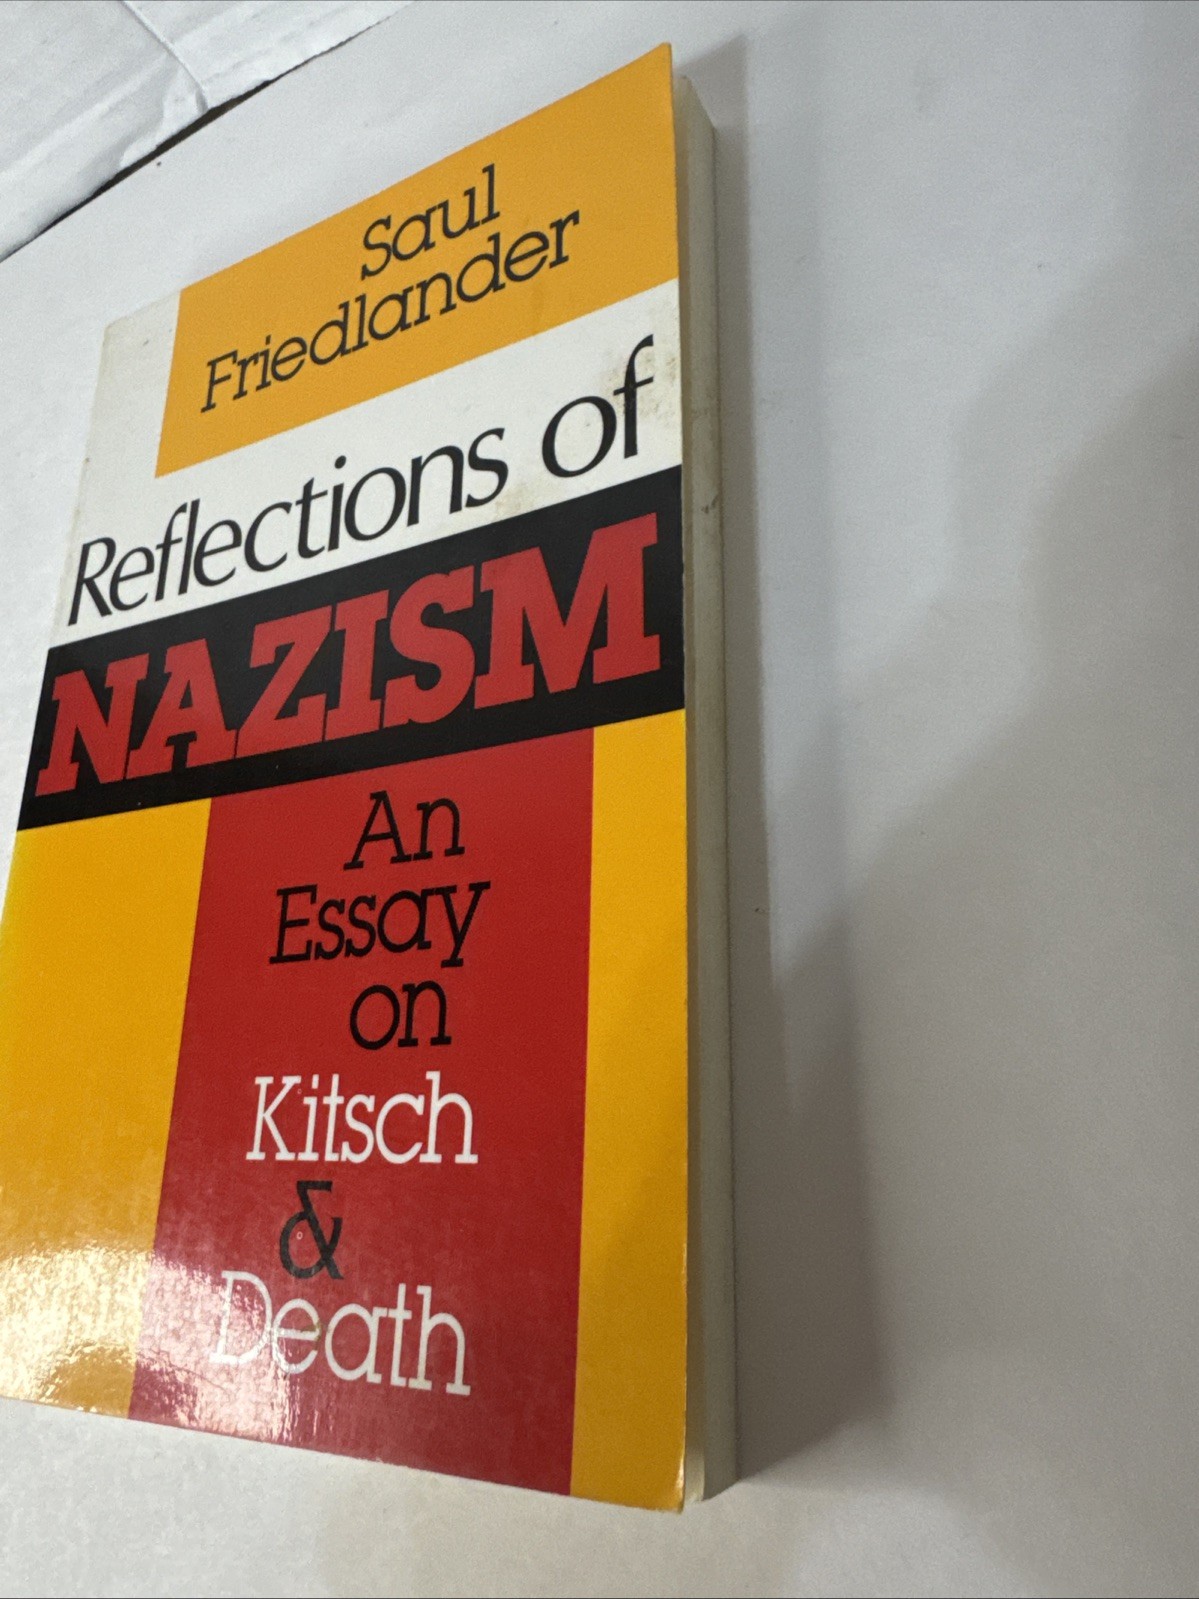 Saul
Friedlander
Reflections of
NAZISM
An
Essay
on
Kitsch
&
Death